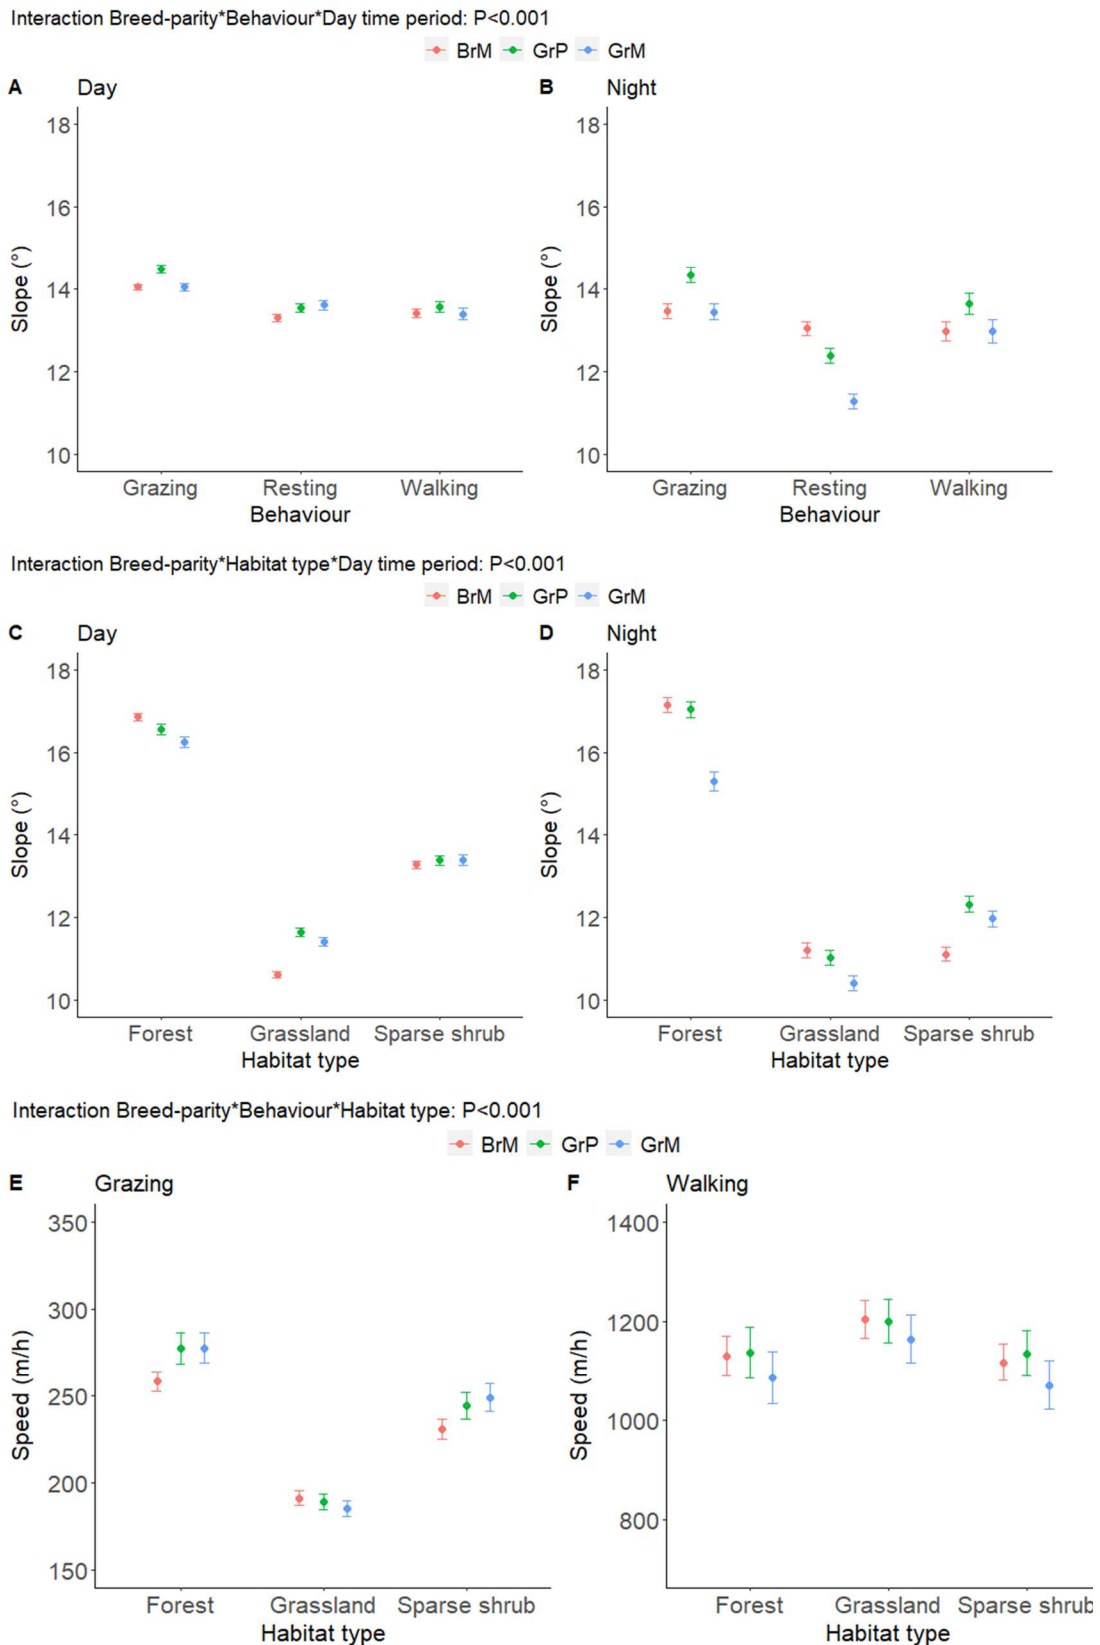 Interaction Breed-parity*Behaviour*Day time period: P<0.001
BrM GrP GrM
A Day
B Night
18
16
14
12
10
Slope (°)
Grazing Resting Walking
Behaviour
18
16
14
12
10
Slope (°)
Grazing Resting Walking
Behaviour
Interaction Breed-parity*Habitat type*Day time period: P<0.001
BrM GrP GrM
C Day
D Night
18
16
14
12
10
Slope (°)
Forest Grassland Sparse shrub
Habitat type
18
16
14
12
10
Slope (°)
Forest Grassland Sparse shrub
Habitat type
Interaction Breed-parity*Behaviour*Habitat type: P<0.001
BrM GrP GrM
E Grazing
F Walking
350
300
250
200
150
Speed (m/h)
Forest Grassland Sparse shrub
Habitat type
1400
1200
1000
800
Speed (m/h)
Forest Grassland Sparse shrub
Habitat type